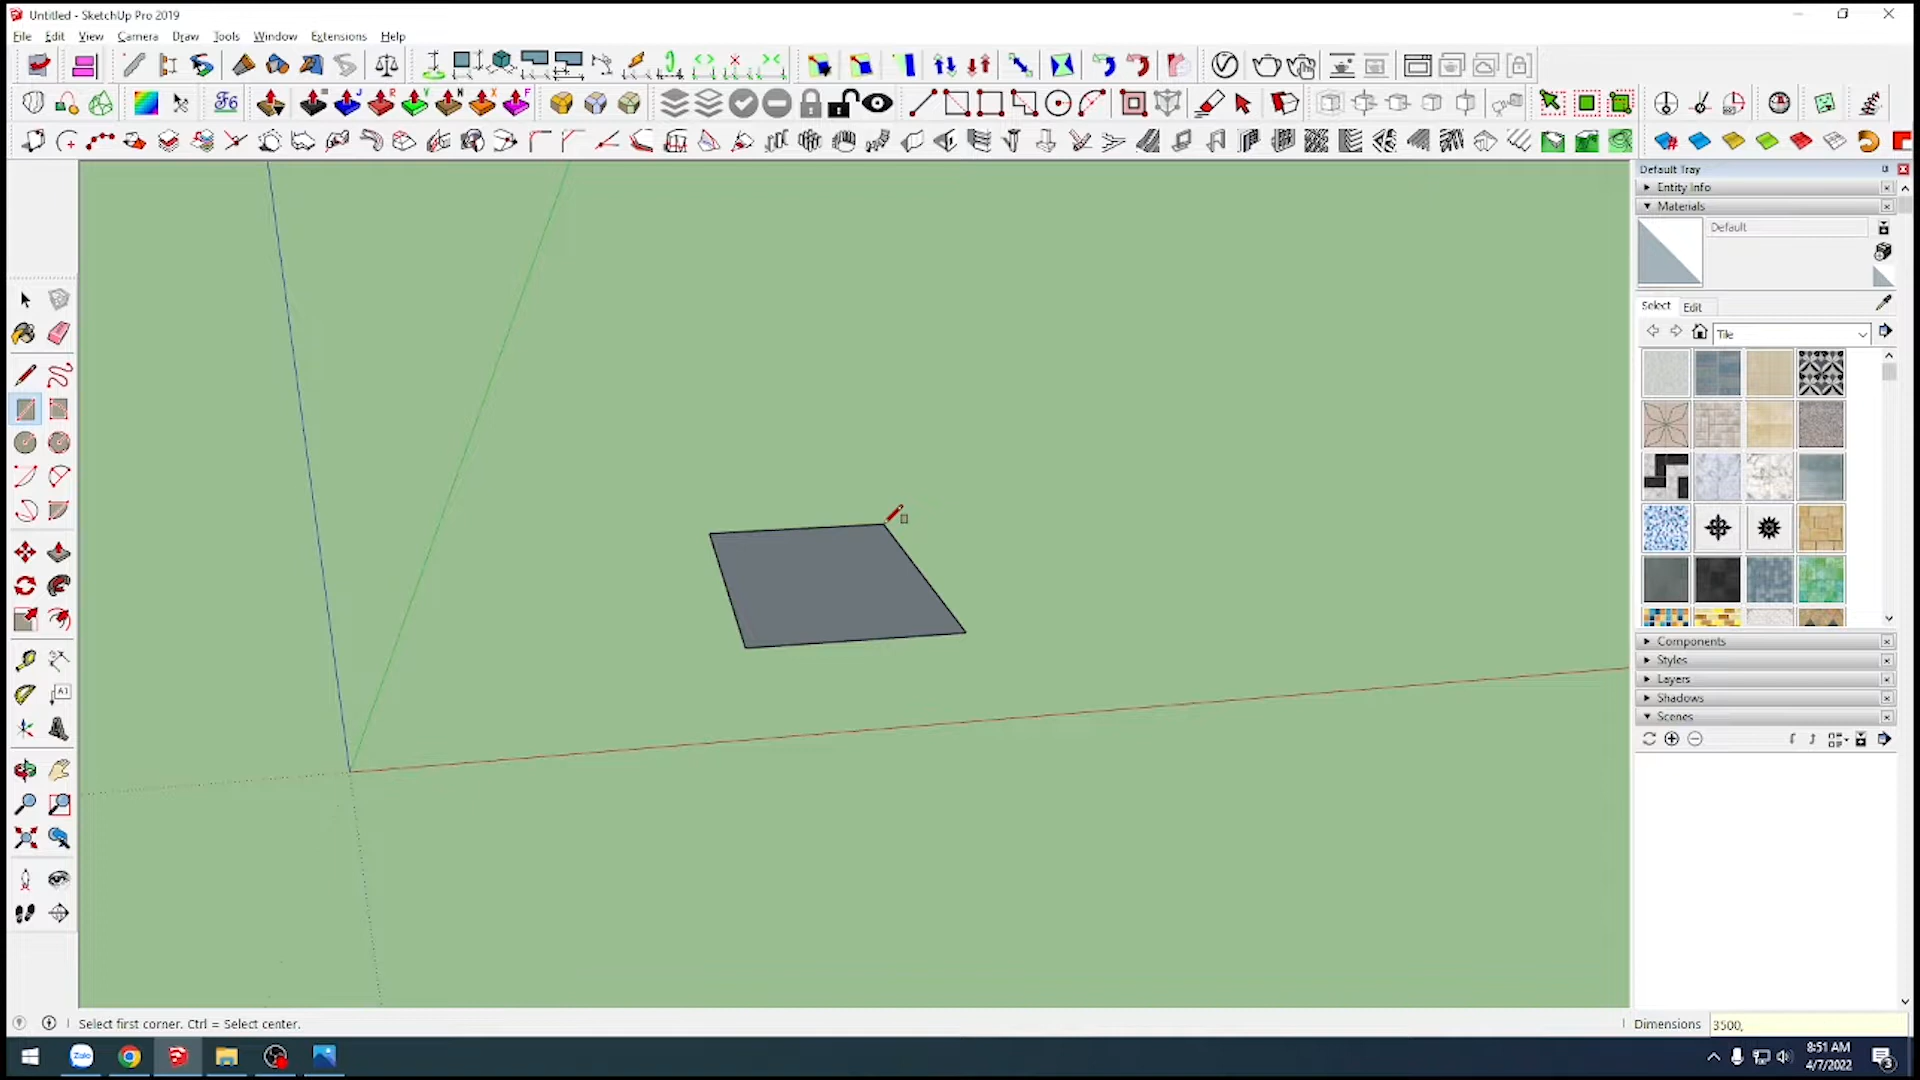 Untitled - SketchUp Pro 2019
File Edit View Camera Draw Tools Window Extensions Help
Default Tray
Entity Info
Materials
Default
Select Edit
Tile
Components
Styles
Layers
Shadows
Scenes
Select first corner. Ctrl = Select center.
Dimensions 3500,
Zalo
8:51 AM
4/7/2022
3